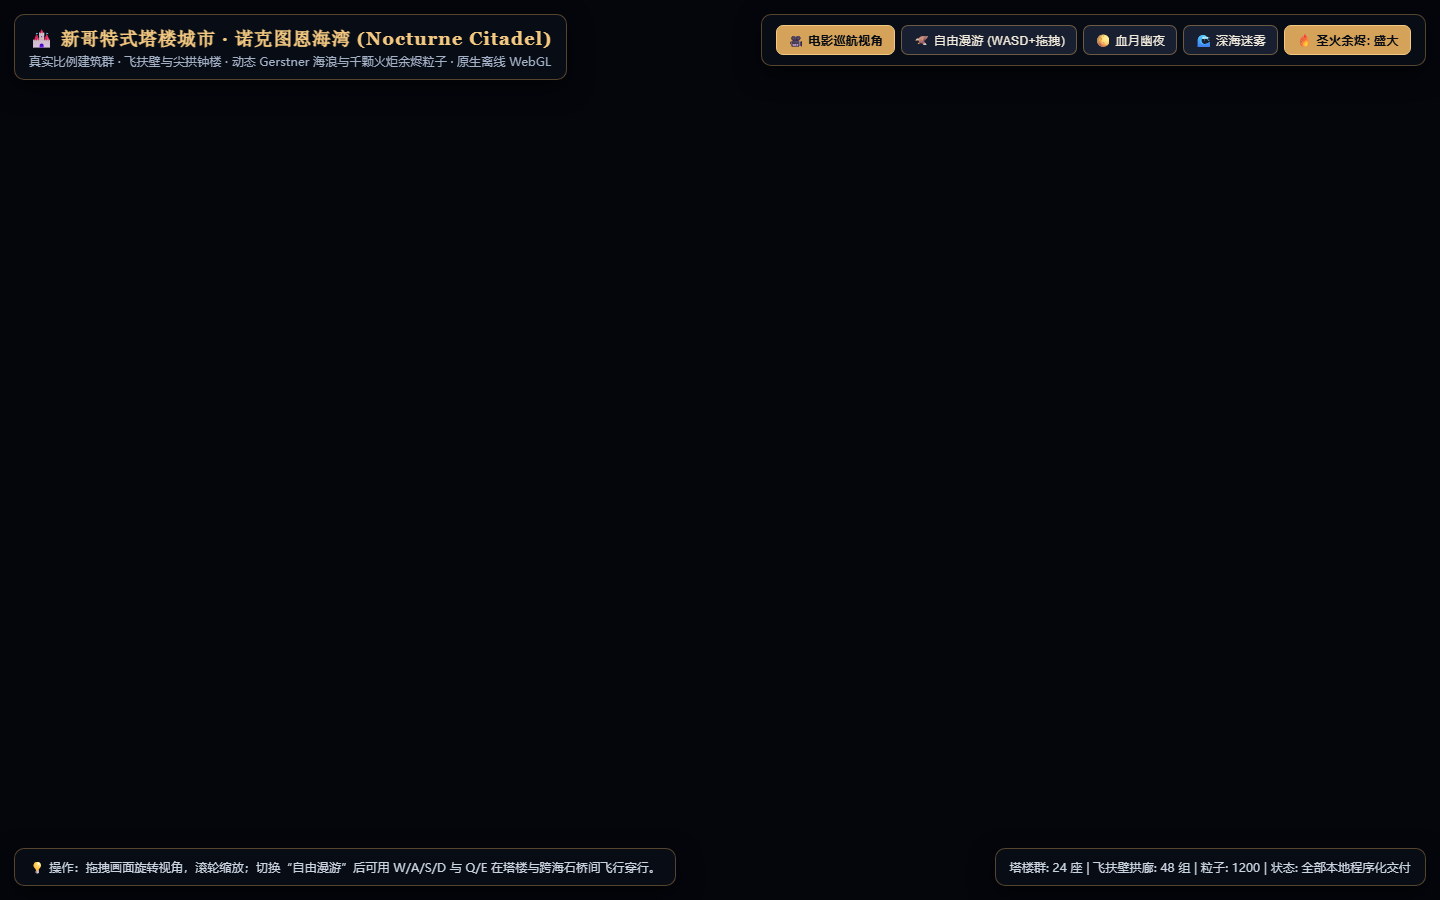 🏰 新哥特式塔楼城市 · 诺克图恩海湾 (Nocturne Citadel)
真实比例建筑群 · 飞扶壁与尖拱钟楼 · 动态 Gerstner 海浪与千颗火炬余烬粒子 · 原生离线 WebGL
🎥 电影巡航视角
🦅 自由漫游 (WASD+拖拽)
🌕 血月幽夜
🌊 深海迷雾
🔥 圣火余烬: 盛大
💡 操作：拖拽画面旋转视角，滚轮缩放；切换“自由漫游”后可用 W/A/S/D 与 Q/E 在塔楼与跨海石桥间飞行穿行。
塔楼群: 24 座 | 飞扶壁拱廊: 48 组 | 粒子: 1200 | 状态: 全部本地程序化交付